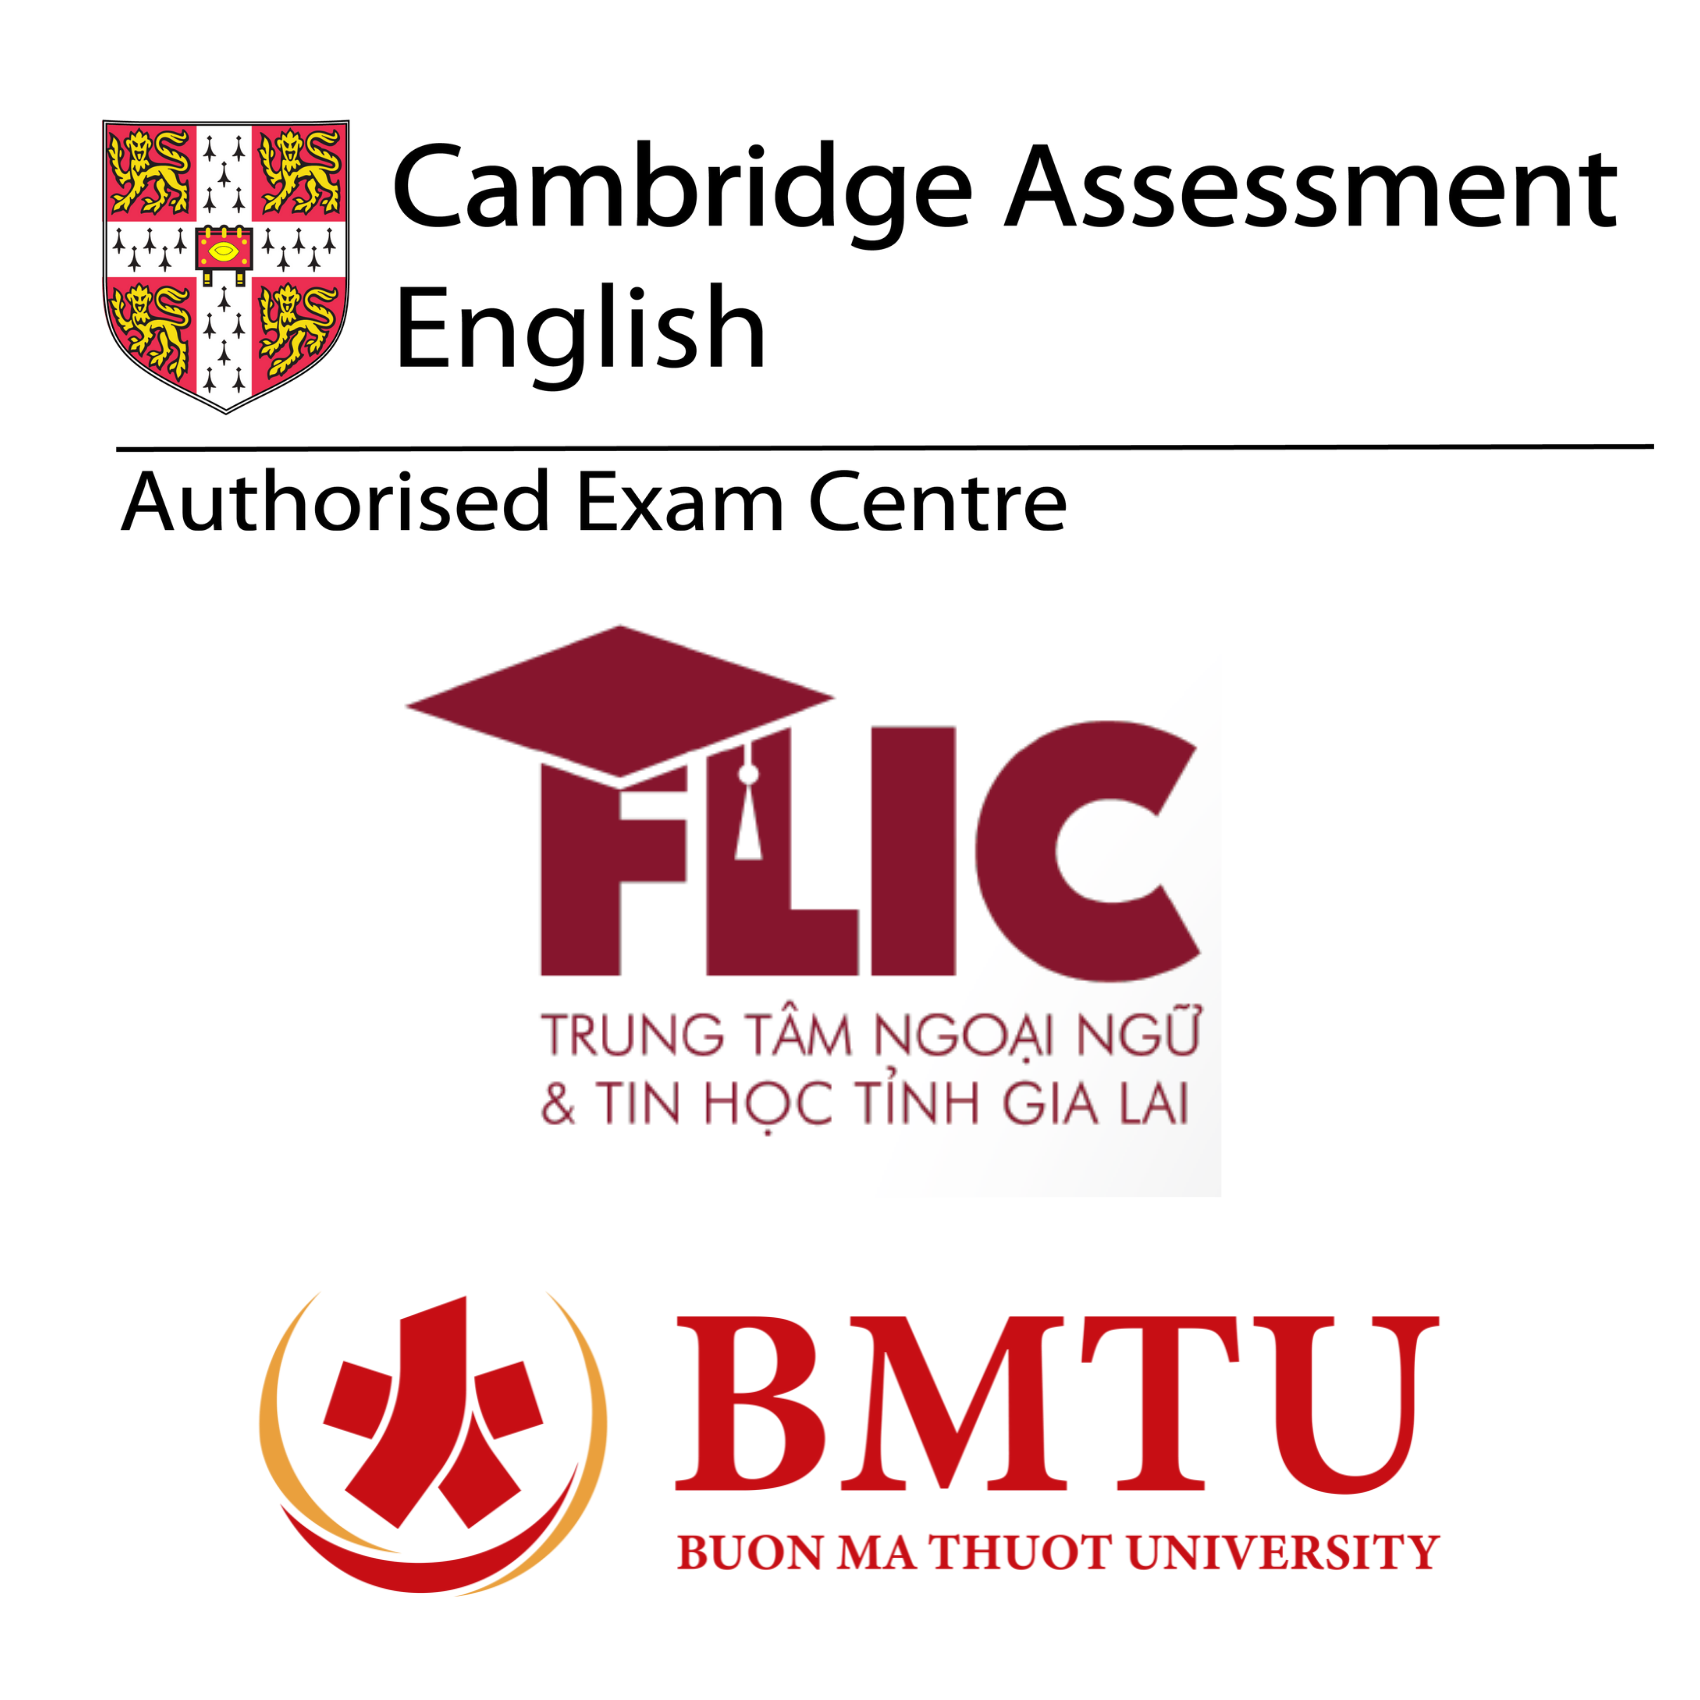 Cambridge Assessment
English
Authorised Exam Centre
FLIC
TRUNG TÂM NGOẠI NGỮ
& TIN HỌC TỈNH GIA LAI
BMTU
BUON MA THUOT UNIVERSITY